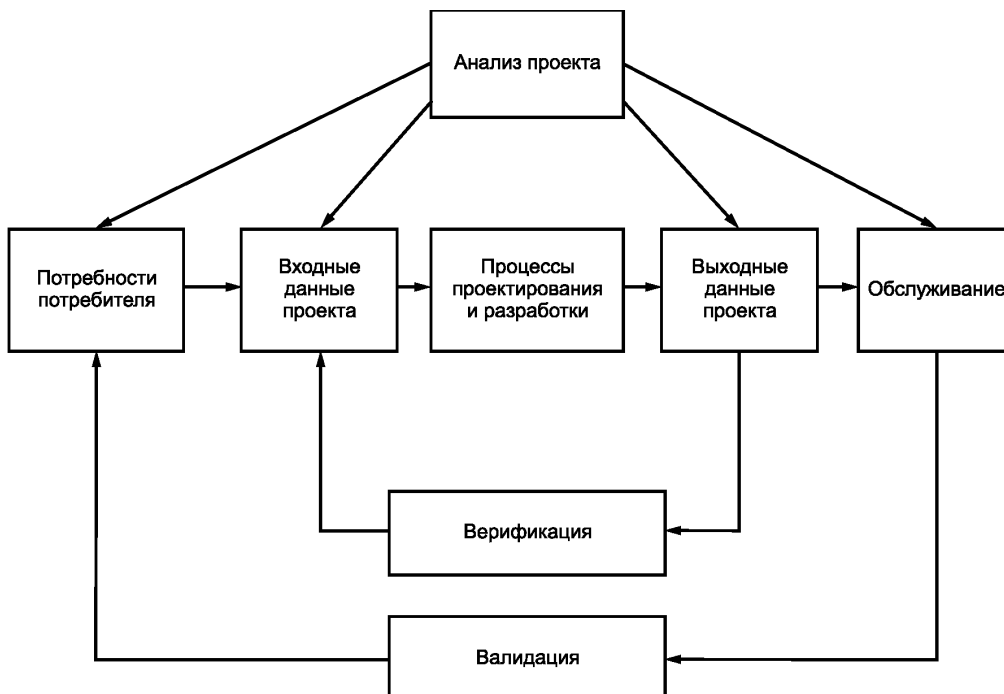 Анализ проекта
Потребности
потребителя
Входные
данные
проекта
Процессы
проектирования
и разработки
Выходные
данные
проекта
Обслуживание
Верификация
Валидация